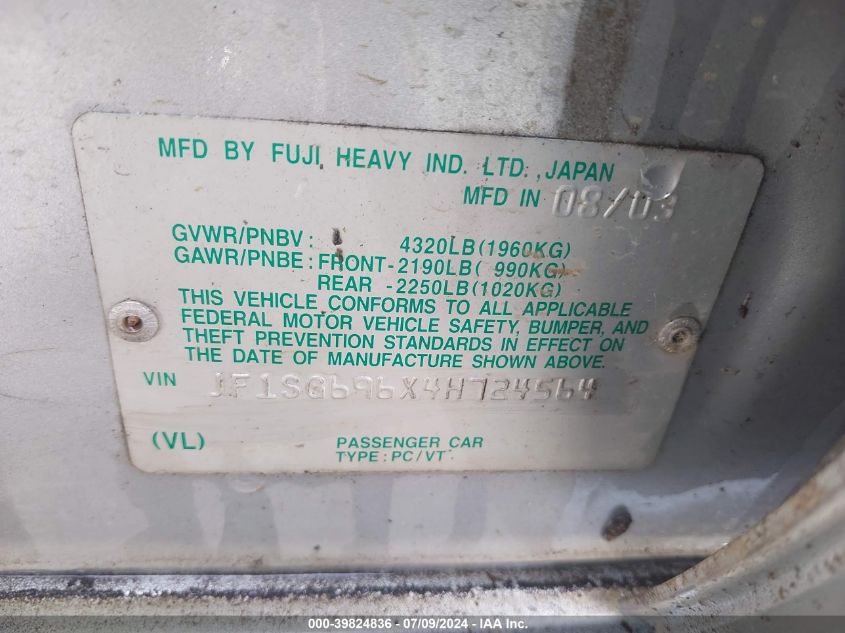 MFD BY FUJI HEAVY IND. LTD., JAPAN
MFD IN 08/03
GVWR/PNBV: 4320LB(1960KG)
GAWR/PNBE: FRONT-2190LB( 990KG)
REAR -2250LB(1020KG)
THIS VEHICLE CONFORMS TO ALL APPLICABLE
FEDERAL MOTOR VEHICLE SAFETY, BUMPER, AND
THEFT PREVENTION STANDARDS IN EFFECT ON
THE DATE OF MANUFACTURE SHOWN ABOVE.
VIN JF1SG696X4H724564
(VL) PASSENGER CAR
TYPE: PC/VT
000-39824836 - 07/09/2024 - IAA Inc.